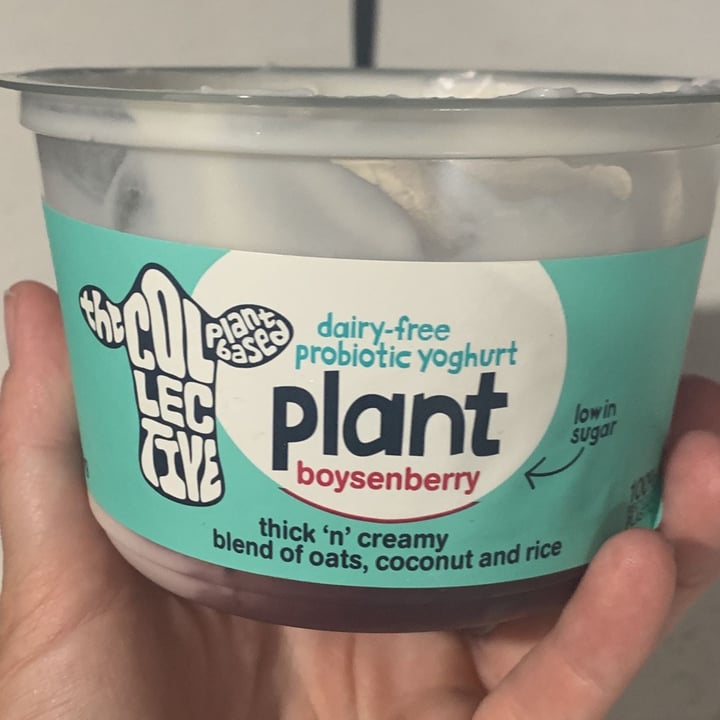 the
COL
LEC
TIVE
plant
based
dairy-free
probiotic yoghurt
plant
boysenberry
low in
sugar
thick 'n' creamy
blend of oats, coconut and rice